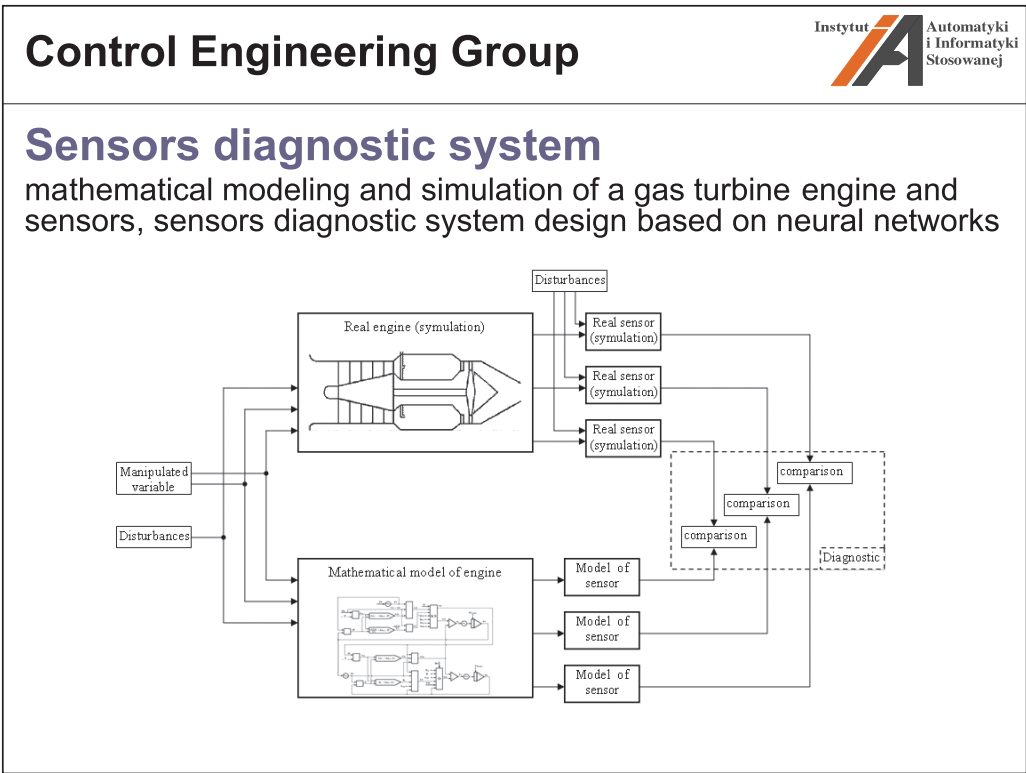 Control Engineering Group
Instytut
Automatyki
i Informatyki
Stosowanej
Sensors diagnostic system
mathematical modeling and simulation of a gas turbine engine and
sensors, sensors diagnostic system design based on neural networks
Disturbances
Real engine (symulation)
Real sensor
(symulation)
Real sensor
(symulation)
Real sensor
(symulation)
Manipulated
variable
Disturbances
comparison
comparison
comparison
Diagnostic
Mathematical model of engine
Model of
sensor
Model of
sensor
Model of
sensor